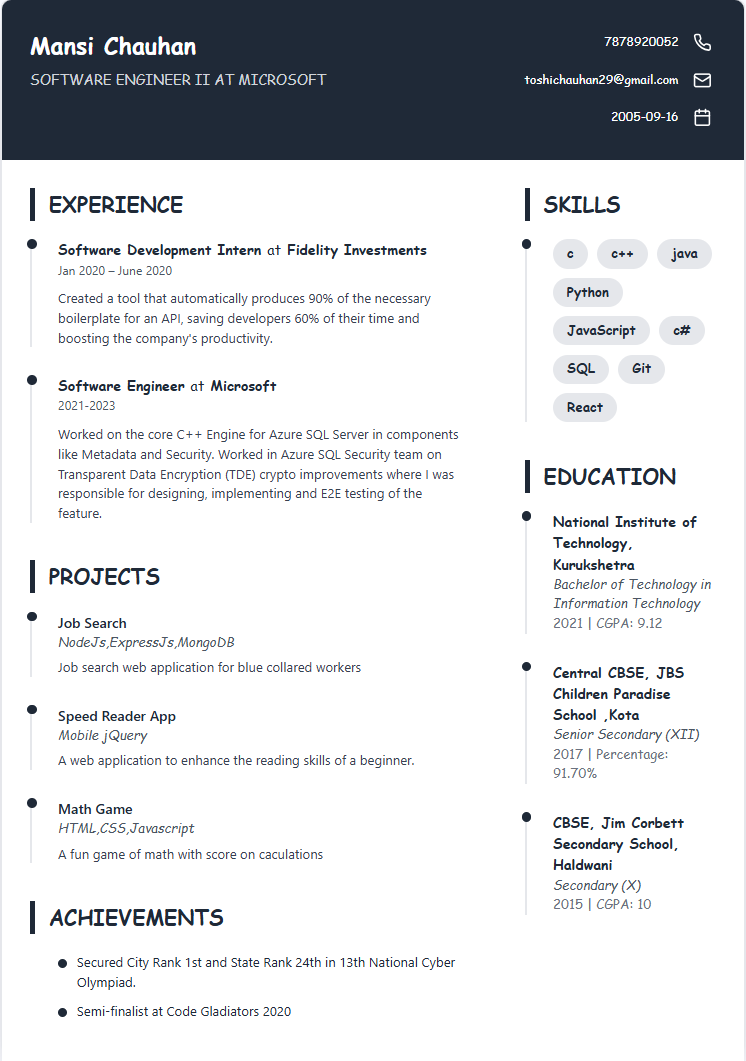 Mansi Chauhan
SOFTWARE ENGINEER II AT MICROSOFT
7878920052
toshichauhan29@gmail.com
2005-09-16
EXPERIENCE
Software Development Intern at Fidelity Investments
Jan 2020 – June 2020
Created a tool that automatically produces 90% of the necessary
boilerplate for an API, saving developers 60% of their time and
boosting the company's productivity.
Software Engineer at Microsoft
2021-2023
Worked on the core C++ Engine for Azure SQL Server in components
like Metadata and Security. Worked in Azure SQL Security team on
Transparent Data Encryption (TDE) crypto improvements where I was
responsible for designing, implementing and E2E testing of the
feature.
PROJECTS
Job Search
NodeJs,ExpressJs,MongoDB
Job search web application for blue collared workers
Speed Reader App
Mobile jQuery
A web application to enhance the reading skills of a beginner.
Math Game
HTML,CSS,Javascript
A fun game of math with score on caculations
ACHIEVEMENTS
Secured City Rank 1st and State Rank 24th in 13th National Cyber
Olympiad.
Semi-finalist at Code Gladiators 2020
SKILLS
c c++ java
Python
JavaScript c#
SQL Git
React
EDUCATION
National Institute of
Technology,
Kurukshetra
Bachelor of Technology in
Information Technology
2021 | CGPA: 9.12
Central CBSE, JBS
Children Paradise
School ,Kota
Senior Secondary (XII)
2017 | Percentage:
91.70%
CBSE, Jim Corbett
Secondary School,
Haldwani
Secondary (X)
2015 | CGPA: 10